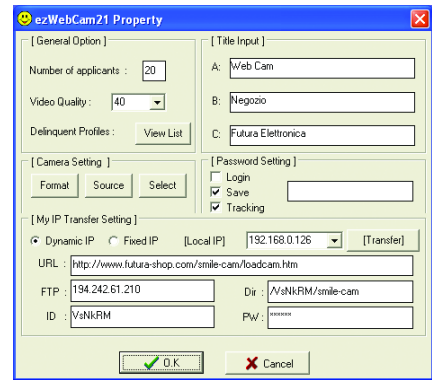 ezWebCam21 Property
[ General Option ]
Number of applicants : 20
Video Quality : 40
Delinquent Profiles : View List
[ Title Input ]
A: Web Cam
B: Negozio
C: Futura Elettronica
[ Camera Setting ]
Format Source Select
[ Password Setting ]
Login
Save
Tracking
[ My IP Transfer Setting ]
Dynamic IP Fixed IP [Local IP] 192.168.0.126 [Transfer]
URL : http://www.futura-shop.com/smile-cam/loadcam.htm
FTP : 194.242.61.210 Dir : /VsNkRM/smile-cam
ID : VsNkRM PW : ******
O.K Cancel